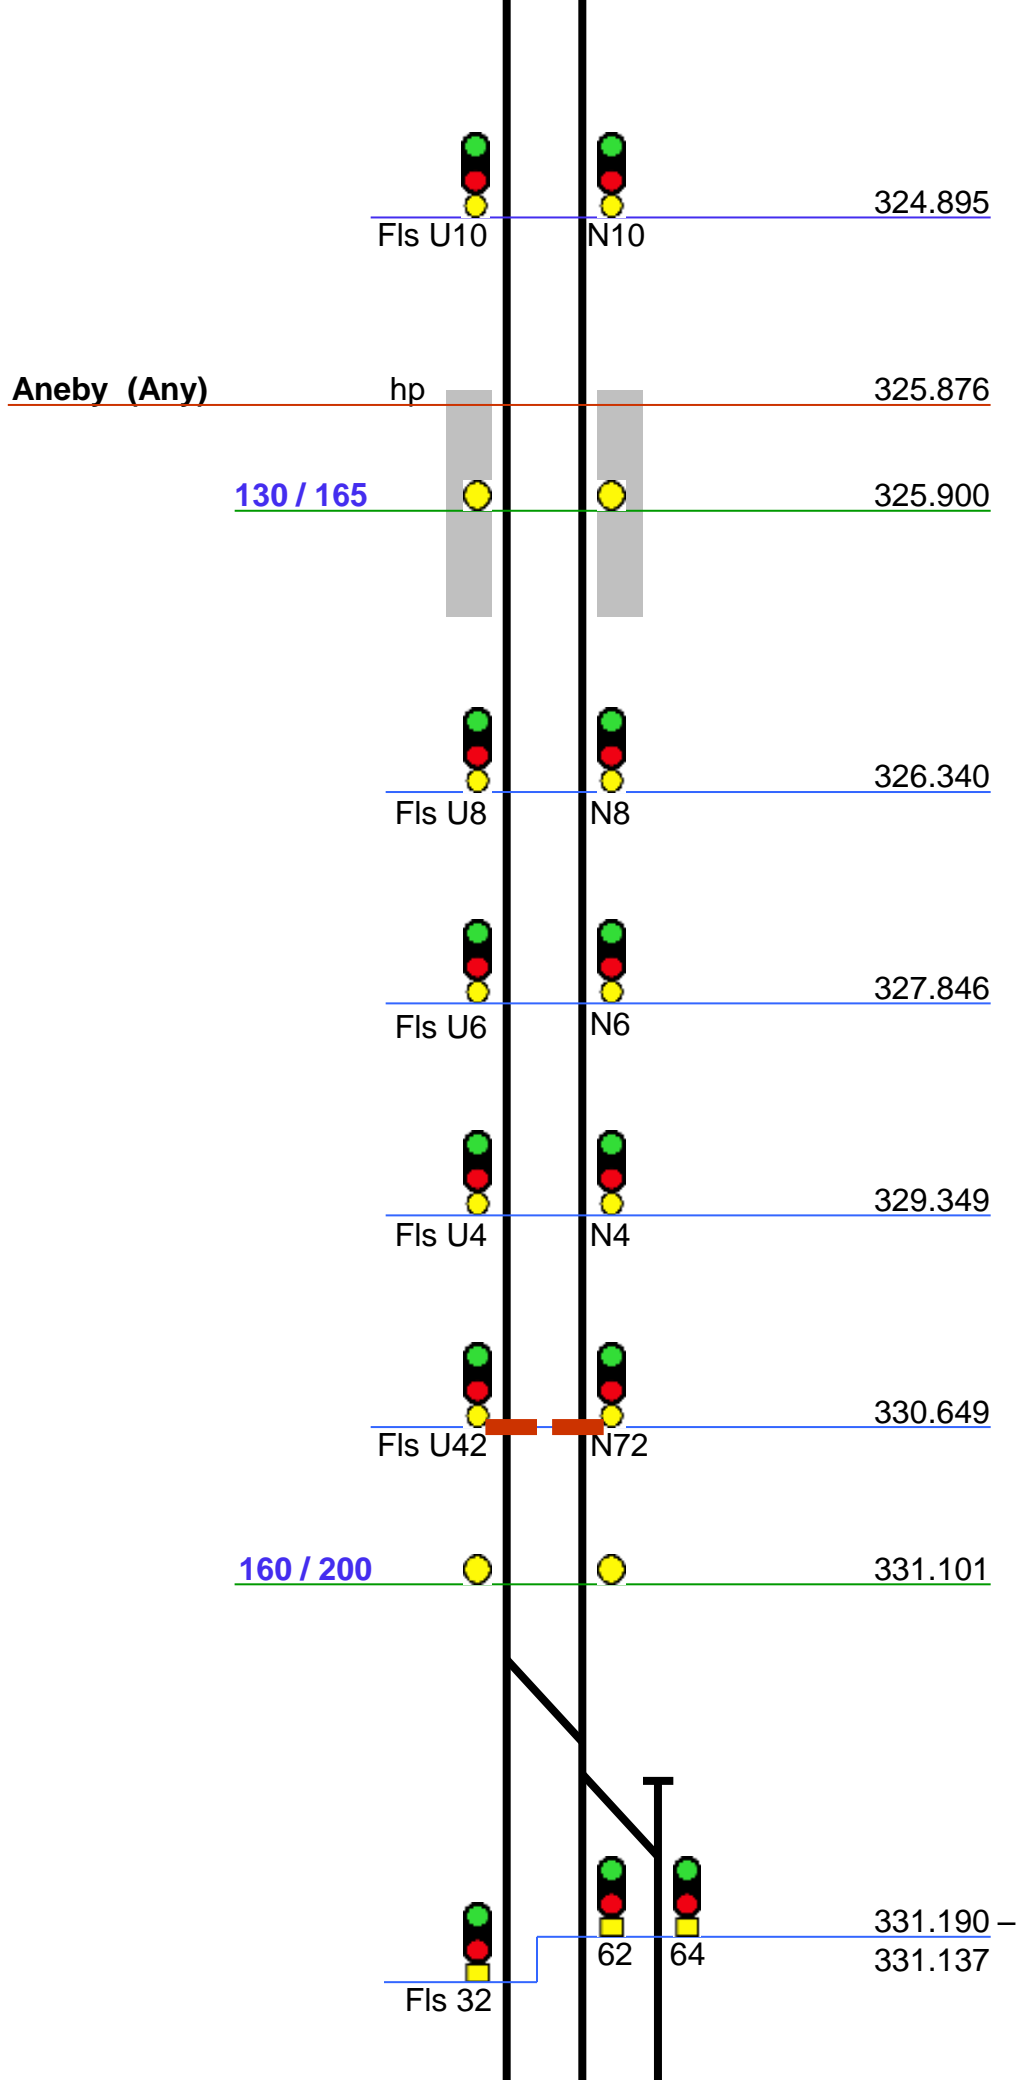 324.895
Fls U10 N10
Aneby (Any) hp 325.876
130 / 165 325.900
326.340
Fls U8 N8
327.846
Fls U6 N6
329.349
Fls U4 N4
330.649
Fls U42 N72
160 / 200 331.101
331.190 –
62 64 331.137
Fls 32